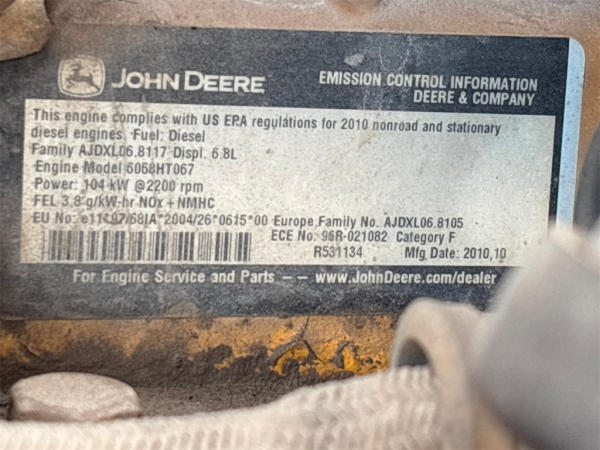 JOHN DEERE
EMISSION CONTROL INFORMATION
DEERE & COMPANY
This engine complies with US EPA regulations for 2010 nonroad and stationary
diesel engines. Fuel: Diesel
Family AJDXL06.8117 Displ. 6.8L
Engine Model 6068HT067
Power: 104 kW @2200 rpm
FEL 3.8 g/kW-hr NOx+NMHC
EU No: e11*97/68IA*2004/26*0615*00 Europe Family No. AJDXL06.8105
ECE No: 96R-021082 Category F
R531134 Mfg Date: 2010,10
For Engine Service and Parts -- www.JohnDeere.com/dealer